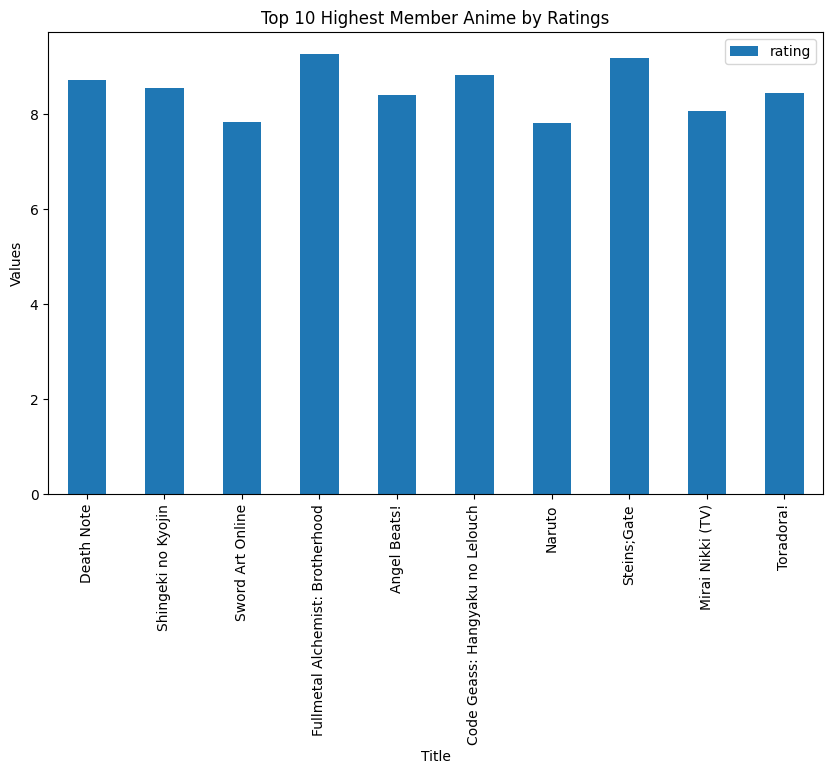 Top 10 Highest Member Anime by Ratings
rating
Values
8
6
4
2
0
Death Note
Shingeki no Kyojin
Sword Art Online
Fullmetal Alchemist: Brotherhood
Angel Beats!
Code Geass: Hangyaku no Lelouch
Naruto
Steins;Gate
Mirai Nikki (TV)
Toradora!
Title